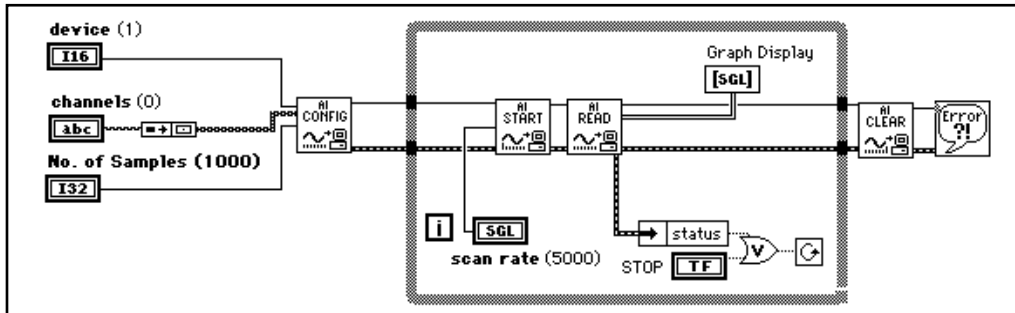 device (1)
I16
channels (0)
abc
No. of Samples (1000)
I32
AI
CONFIG
AI
START
AI
READ
Graph Display
[SGL]
AI
CLEAR
Error
?!
i
SGL
scan rate (5000)
status
STOP
TF
V